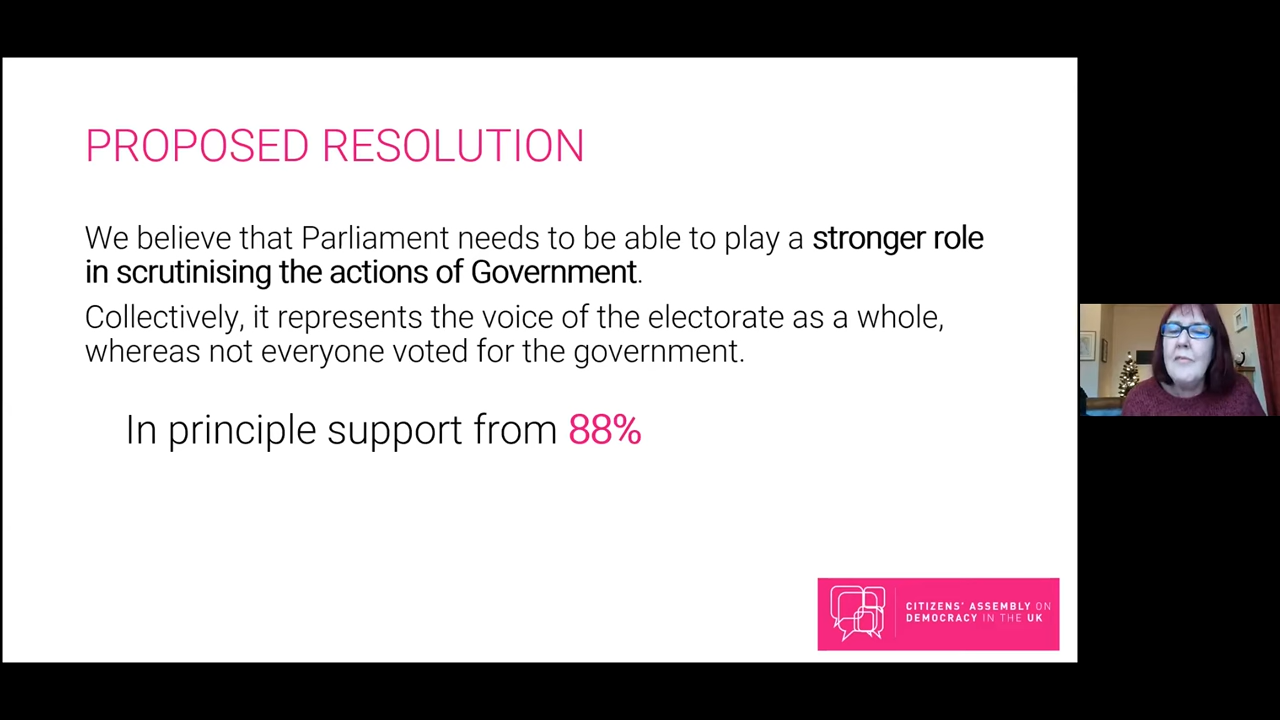 PROPOSED RESOLUTION
We believe that Parliament needs to be able to play a stronger role
in scrutinising the actions of Government.
Collectively, it represents the voice of the electorate as a whole,
whereas not everyone voted for the government.
In principle support from 88%
CITIZENS' ASSEMBLY ON
DEMOCRACY IN THE UK